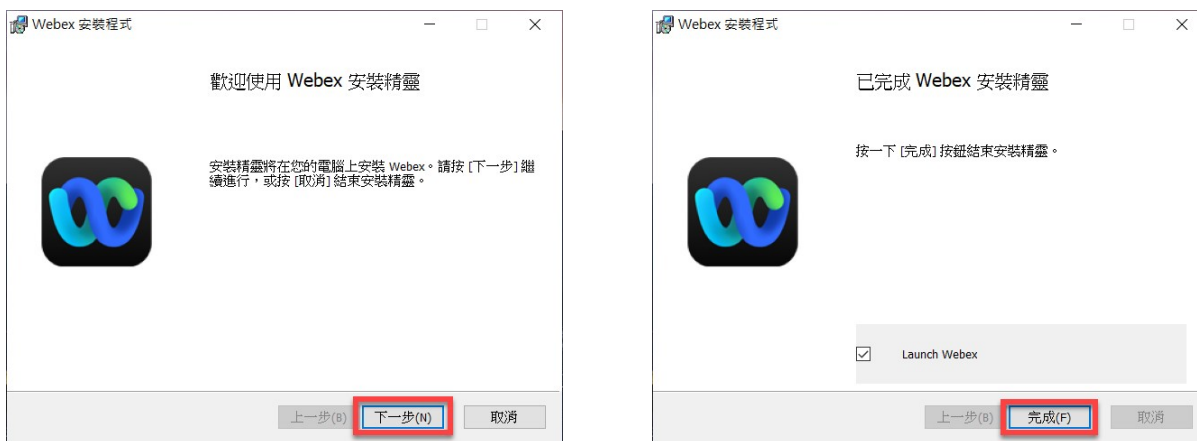 Webex 安裝程式
歡迎使用 Webex 安裝精靈
安裝精靈將在您的電腦上安裝 Webex。請按 [下一步] 繼
續進行，或按 [取消] 結束安裝精靈。
上一步(B)
下一步(N)
取消
Webex 安裝程式
已完成 Webex 安裝精靈
按一下 [完成] 按鈕結束安裝精靈。
Launch Webex
上一步(B)
完成(F)
取消